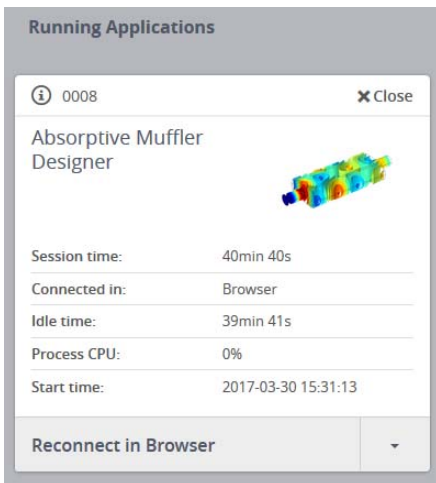 Running Applications
0008 Close
Absorptive Muffler
Designer
Session time: 40min 40s
Connected in: Browser
Idle time: 39min 41s
Process CPU: 0%
Start time: 2017-03-30 15:31:13
Reconnect in Browser